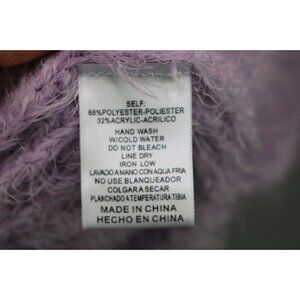 SELF:
68%POLYESTER-POLIESTER
32%ACRYLIC-ACRILICO
HAND WASH
W/COLD WATER
DO NOT BLEACH
LINE DRY
IRON LOW
LAVADO A MANO CON AQUA FRIA
NO USE BLANQUEADOR
COLGAR A SECAR
PLANCHADO A TEMPERATURA TIBIA
MADE IN CHINA
HECHO EN CHINA